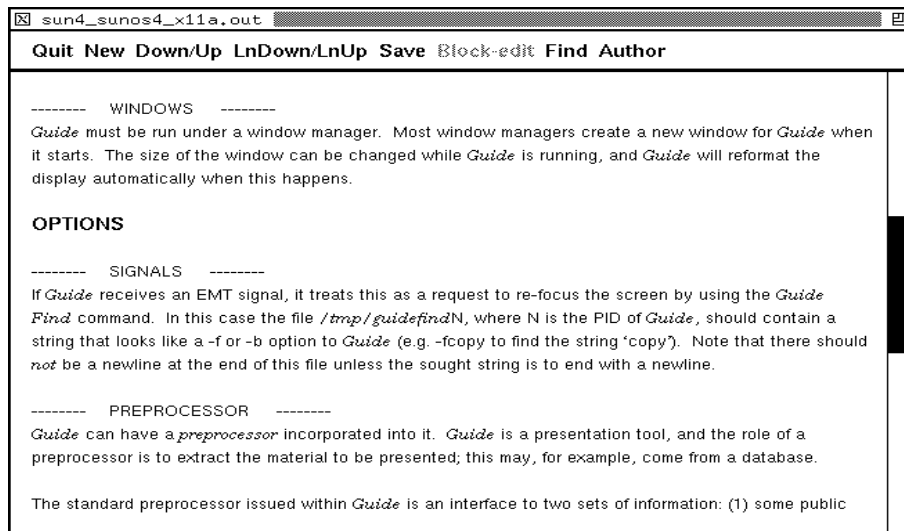 sun4_sunos4_x11a.out
Quit New Down/Up LnDown/LnUp Save Block-edit Find Author
-------- WINDOWS --------
Guide must be run under a window manager. Most window managers create a new window for Guide when
it starts. The size of the window can be changed while Guide is running, and Guide will reformat the
display automatically when this happens.
OPTIONS
-------- SIGNALS --------
If Guide receives an EMT signal, it treats this as a request to re-focus the screen by using the Guide
Find command. In this case the file /tmp/guidefindN, where N is the PID of Guide, should contain a
string that looks like a -f or -b option to Guide (e.g. -fcopy to find the string 'copy'). Note that there should
not be a newline at the end of this file unless the sought string is to end with a newline.
-------- PREPROCESSOR --------
Guide can have a preprocessor incorporated into it. Guide is a presentation tool, and the role of a
preprocessor is to extract the material to be presented; this may, for example, come from a database.
The standard preprocessor issued within Guide is an interface to two sets of information: (1) some public